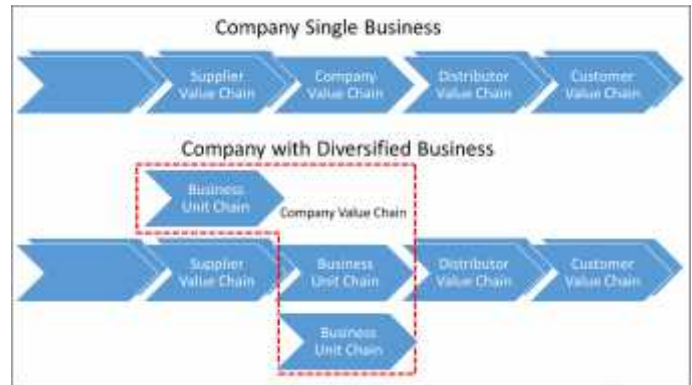 Company Single Business
Supplier
Value Chain
Company
Value Chain
Distributor
Value Chain
Customer
Value Chain
Company with Diversified Business
Business
Unit Chain
Company Value Chain
Supplier
Value Chain
Business
Unit Chain
Distributor
Value Chain
Customer
Value Chain
Business
Unit Chain